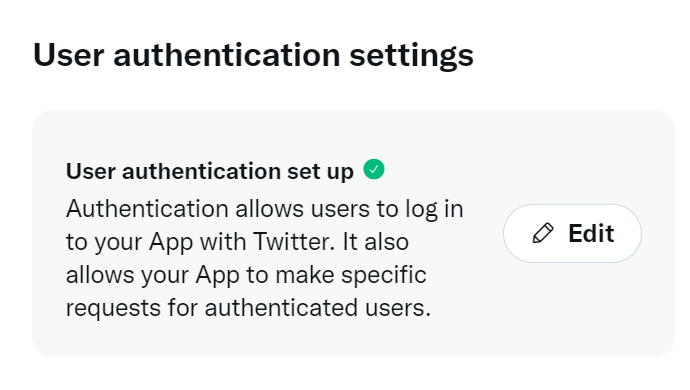 User authentication settings
User authentication set up
Authentication allows users to log in
to your App with Twitter. It also
allows your App to make specific
requests for authenticated users.
Edit